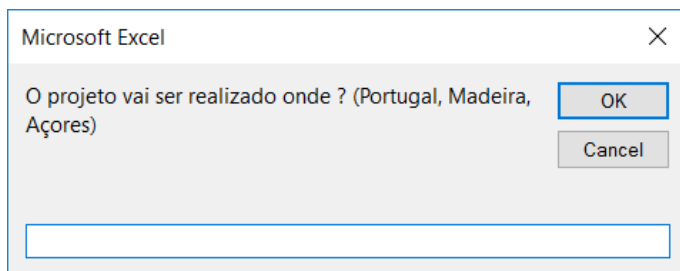 Microsoft Excel
O projeto vai ser realizado onde ? (Portugal, Madeira,
Açores)
OK
Cancel